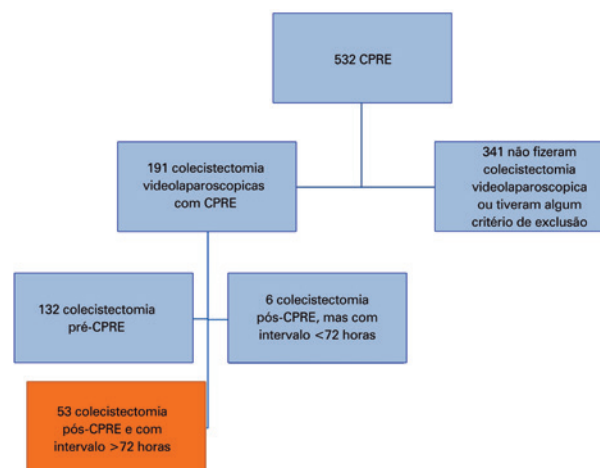 532 CPRE
191 colecistectomia
videolaparoscopicas
com CPRE
341 não fizeram
colecistectomia
videolaparoscopica
ou tiveram algum
critério de exclusão
132 colecistectomia
pré-CPRE
6 colecistectomia
pós-CPRE, mas com
intervalo <72 horas
53 colecistectomia
pós-CPRE e com
intervalo >72 horas